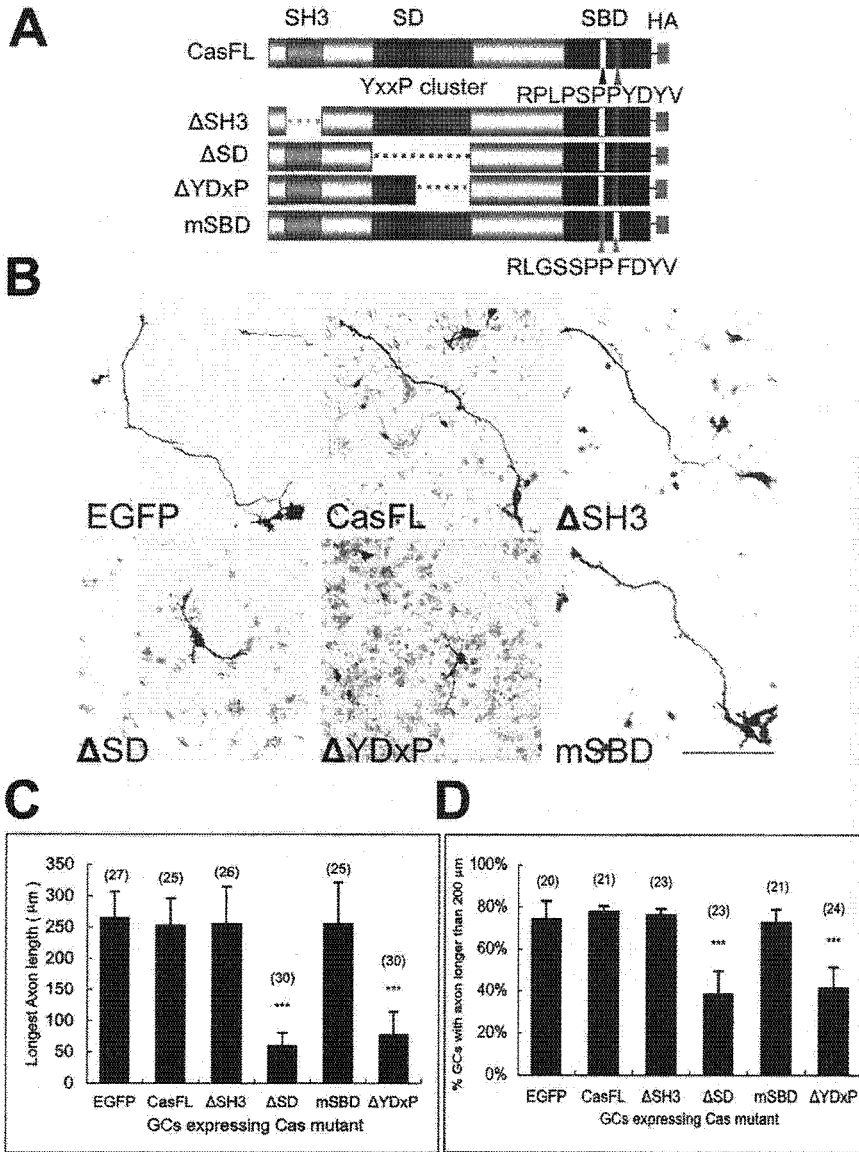 A
SH3 SD SBD HA
CasFL
YxxP cluster
RPLPSPPYDYV
ΔSH3
ΔSD
ΔYDxP
mSBD
RLGSSPPFDYV
B
EGFP CasFL ΔSH3
ΔSD ΔYDxP mSBD
C
Longest Axon length ( μm )
350
300
250
200
150
100
50
0
(27) (25) (26) (30) (25) (30)
*** ***
EGFP CasFL ΔSH3 ΔSD mSBD ΔYDxP
GCs expressing Cas mutant
D
% GCs with axon longer than 200 μm
100%
80%
60%
40%
20%
0%
(20) (21) (23) (23) (21) (24)
*** ***
EGFP CasFL ΔSH3 ΔSD mSBD ΔYDxP
GCs expressing Cas mutant